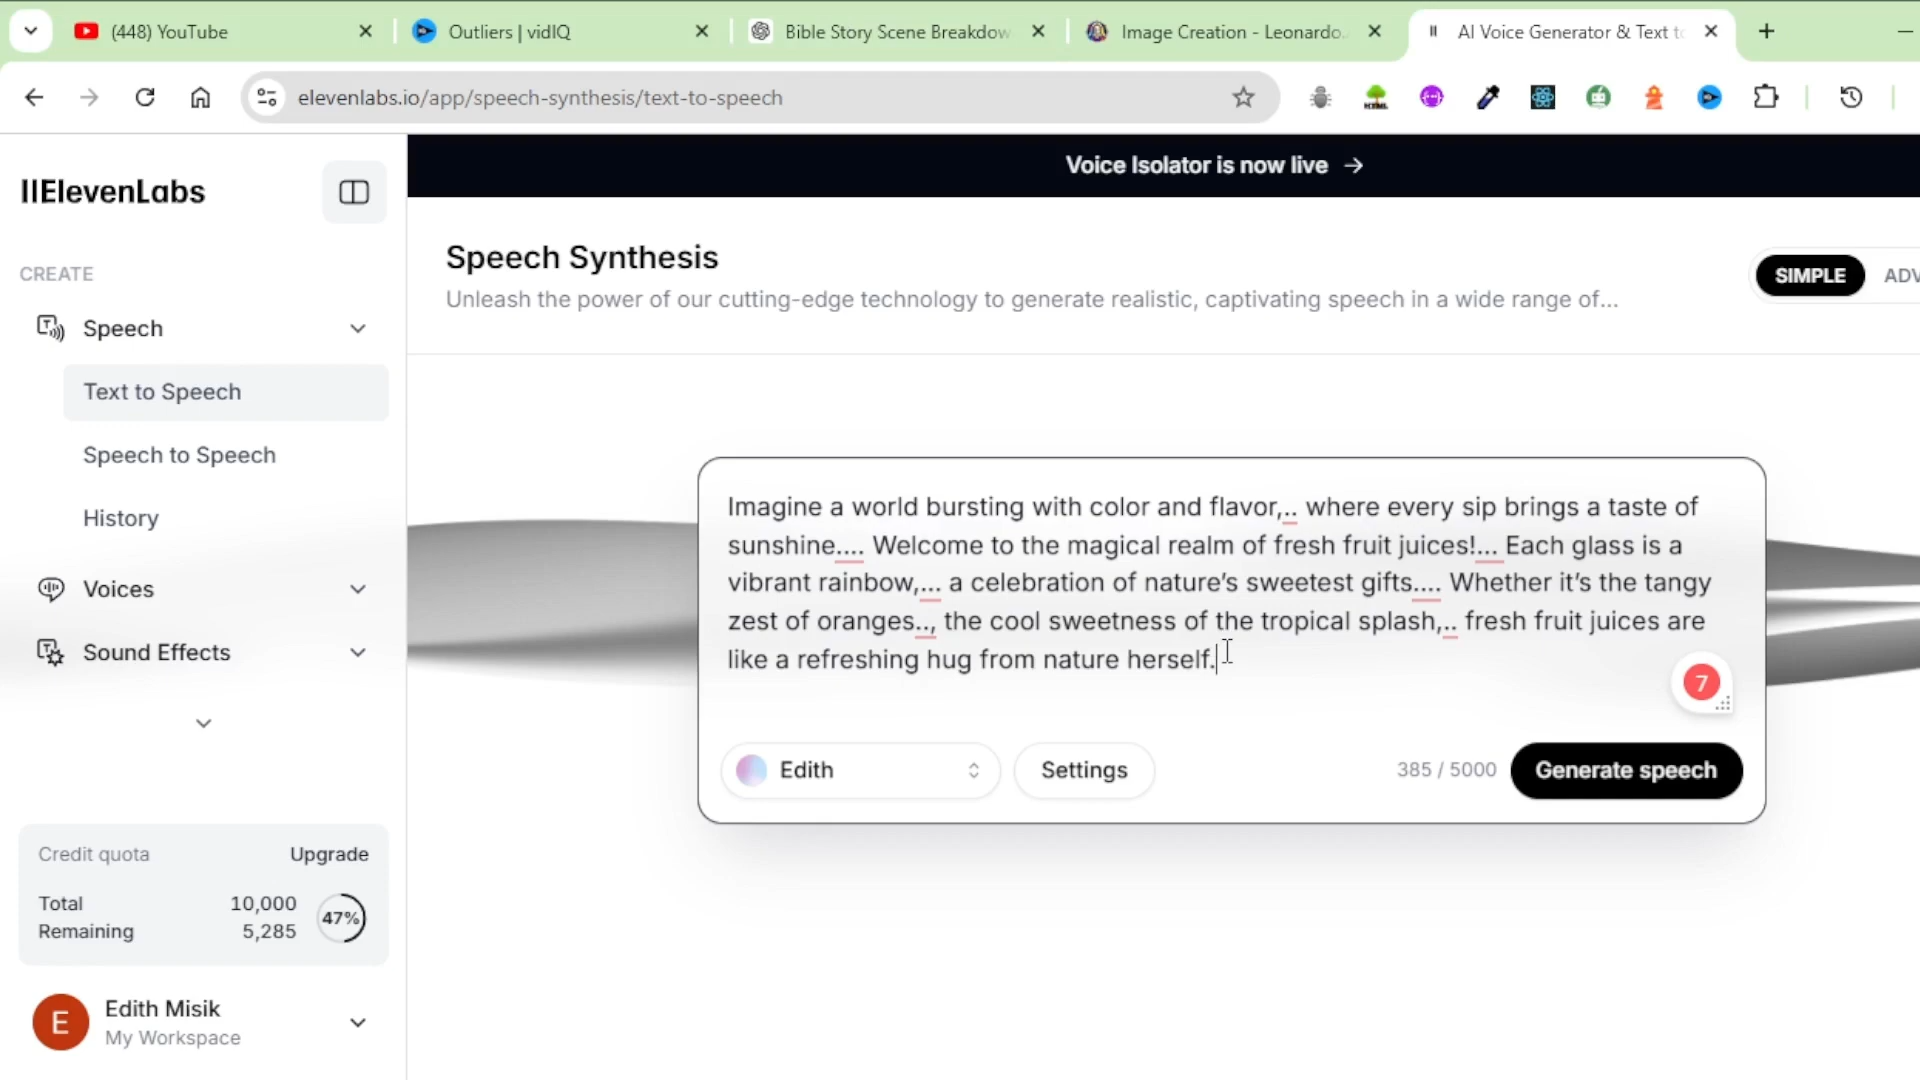 (448) YouTube
Outliers | vidIQ
Bible Story Scene Breakdow
Image Creation - Leonardo.
AI Voice Generator & Text to
elevenlabs.io/app/speech-synthesis/text-to-speech
Voice Isolator is now live →
IIElevenLabs
CREATE
Speech
Text to Speech
Speech to Speech
History
Voices
Sound Effects
Credit quota
Upgrade
Total 10,000
Remaining 5,285
47%
E
Edith Misik
My Workspace
Speech Synthesis
Unleash the power of our cutting-edge technology to generate realistic, captivating speech in a wide range of...
SIMPLE
ADV
Imagine a world bursting with color and flavor,.. where every sip brings a taste of
sunshine.... Welcome to the magical realm of fresh fruit juices!... Each glass is a
vibrant rainbow,... a celebration of nature’s sweetest gifts.... Whether it’s the tangy
zest of oranges.., the cool sweetness of the tropical splash,.. fresh fruit juices are
like a refreshing hug from nature herself.
7
Edith
Settings
385 / 5000
Generate speech